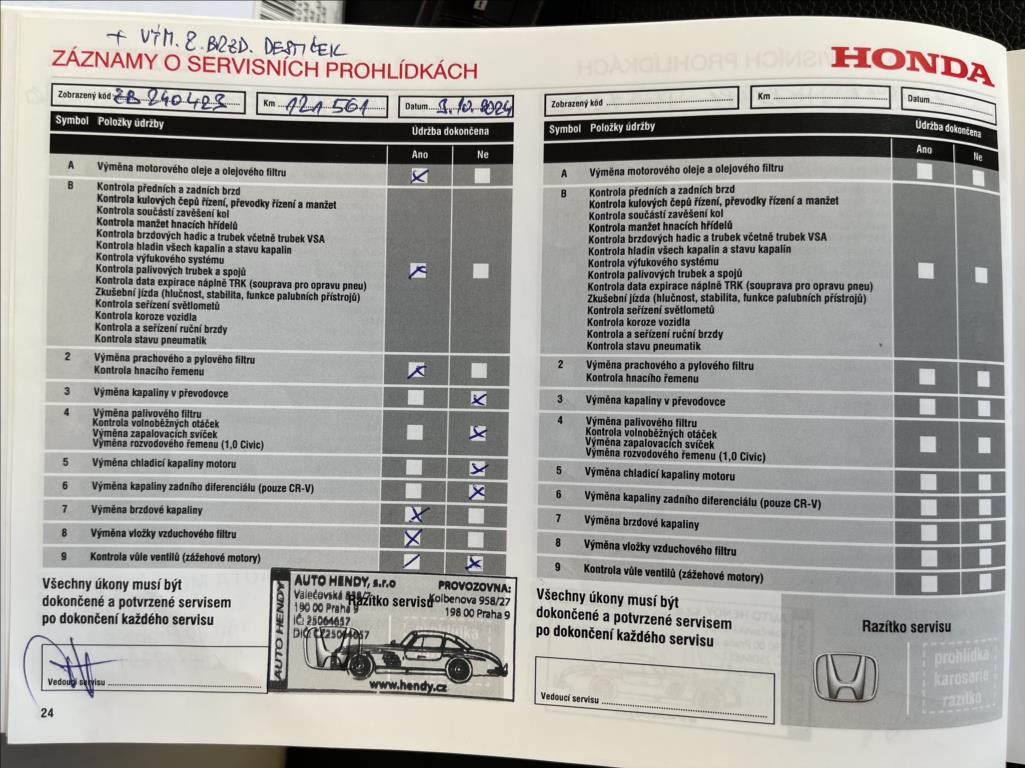 + VÝM. Z. BRZD. DESTIČEK
ZÁZNAMY O SERVISNÍCH PROHLÍDKÁCH
Zobrazený kód ZB 240423
Km 121 561
Datum 3.10.2024
Symbol Položky údržby Údržba dokončena
Ano Ne
A Výměna motorového oleje a olejového filtru
B Kontrola předních a zadních brzd
Kontrola kulových čepů řízení, převodky řízení a manžet
Kontrola součástí zavěšení kol
Kontrola manžet hnacích hřídelů
Kontrola brzdových hadic a trubek včetně trubek VSA
Kontrola hladin všech kapalin a stavu kapalin
Kontrola výfukového systému
Kontrola palivových trubek a spojů
Kontrola data expirace náplně TRK (souprava pro opravu pneu)
Zkušební jízda (hlučnost, stabilita, funkce palubních přístrojů)
Kontrola seřízení světlometů
Kontrola koroze vozidla
Kontrola a seřízení ruční brzdy
Kontrola stavu pneumatik
2 Výměna prachového a pylového filtru
Kontrola hnacího řemenu
3 Výměna kapaliny v převodovce
4 Výměna palivového filtru
Kontrola volnoběžných otáček
Výměna zapalovacích svíček
Výměna rozvodového řemenu (1,0 Civic)
5 Výměna chladicí kapaliny motoru
6 Výměna kapaliny zadního diferenciálu (pouze CR-V)
7 Výměna brzdové kapaliny
8 Výměna vložky vzduchového filtru
9 Kontrola vůle ventilů (zážehové motory)
Všechny úkony musí být
dokončené a potvrzené servisem
po dokončení každého servisu
Vedoucí servisu
Razítko servisu
AUTO HENDY
AUTO HENDY, s.r.o
Valečovská
190 00 Praha 9
IČ: 25064657
DIČ: CZ25064657
PROVOZOVNA:
Kolbenova 958/27
198 00 Praha 9
www.hendy.cz
24
HONDA
Zobrazený kód
Km
Datum
Symbol Položky údržby Údržba dokončena
Ano Ne
A Výměna motorového oleje a olejového filtru
B Kontrola předních a zadních brzd
Kontrola kulových čepů řízení, převodky řízení a manžet
Kontrola součástí zavěšení kol
Kontrola manžet hnacích hřídelů
Kontrola brzdových hadic a trubek včetně trubek VSA
Kontrola hladin všech kapalin a stavu kapalin
Kontrola výfukového systému
Kontrola palivových trubek a spojů
Kontrola data expirace náplně TRK (souprava pro opravu pneu)
Zkušební jízda (hlučnost, stabilita, funkce palubních přístrojů)
Kontrola seřízení světlometů
Kontrola koroze vozidla
Kontrola a seřízení ruční brzdy
Kontrola stavu pneumatik
2 Výměna prachového a pylového filtru
Kontrola hnacího řemenu
3 Výměna kapaliny v převodovce
4 Výměna palivového filtru
Kontrola volnoběžných otáček
Výměna zapalovacích svíček
Výměna rozvodového řemenu (1,0 Civic)
5 Výměna chladicí kapaliny motoru
6 Výměna kapaliny zadního diferenciálu (pouze CR-V)
7 Výměna brzdové kapaliny
8 Výměna vložky vzduchového filtru
9 Kontrola vůle ventilů (zážehové motory)
Všechny úkony musí být
dokončené a potvrzené servisem
po dokončení každého servisu
Vedoucí servisu
Razítko servisu
prohlídka
karosérie
razítko